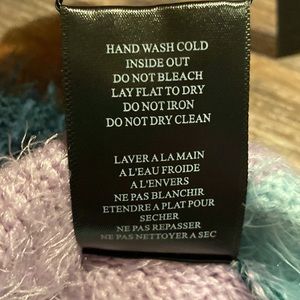 HAND WASH COLD
INSIDE OUT
DO NOT BLEACH
LAY FLAT TO DRY
DO NOT IRON
DO NOT DRY CLEAN
LAVER A LA MAIN
A L'EAU FROIDE
A L'ENVERS
NE PAS BLANCHIR
ETENDRE A PLAT POUR
SECHER
NE PAS REPASSER
NE PAS NETTOYER A SEC